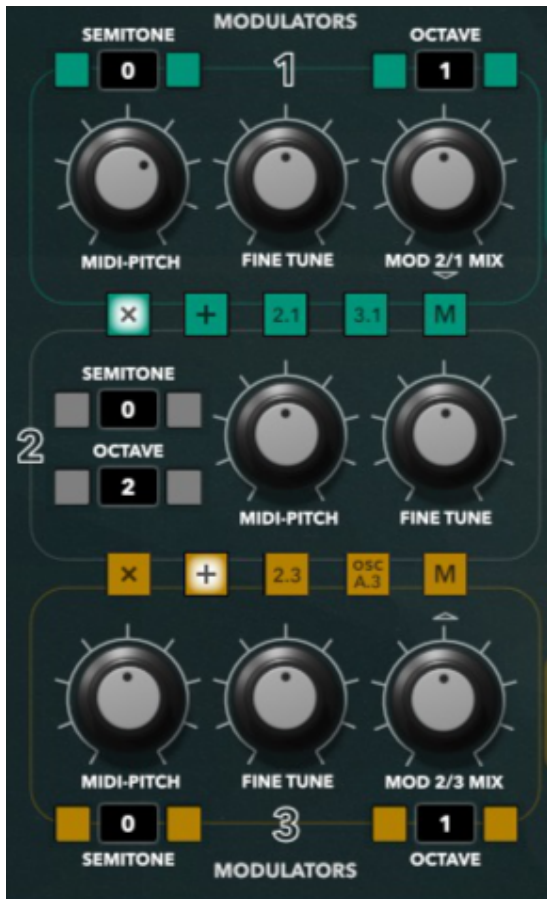 MODULATORS
SEMITONE 1 OCTAVE
0 1
MIDI-PITCH FINE TUNE MOD 2/1 MIX
× + 2.1 3.1 M
SEMITONE
0
2
OCTAVE
2
MIDI-PITCH FINE TUNE
× + 2.3 OSC A.3 M
MIDI-PITCH FINE TUNE MOD 2/3 MIX
0 3 1
SEMITONE MODULATORS OCTAVE